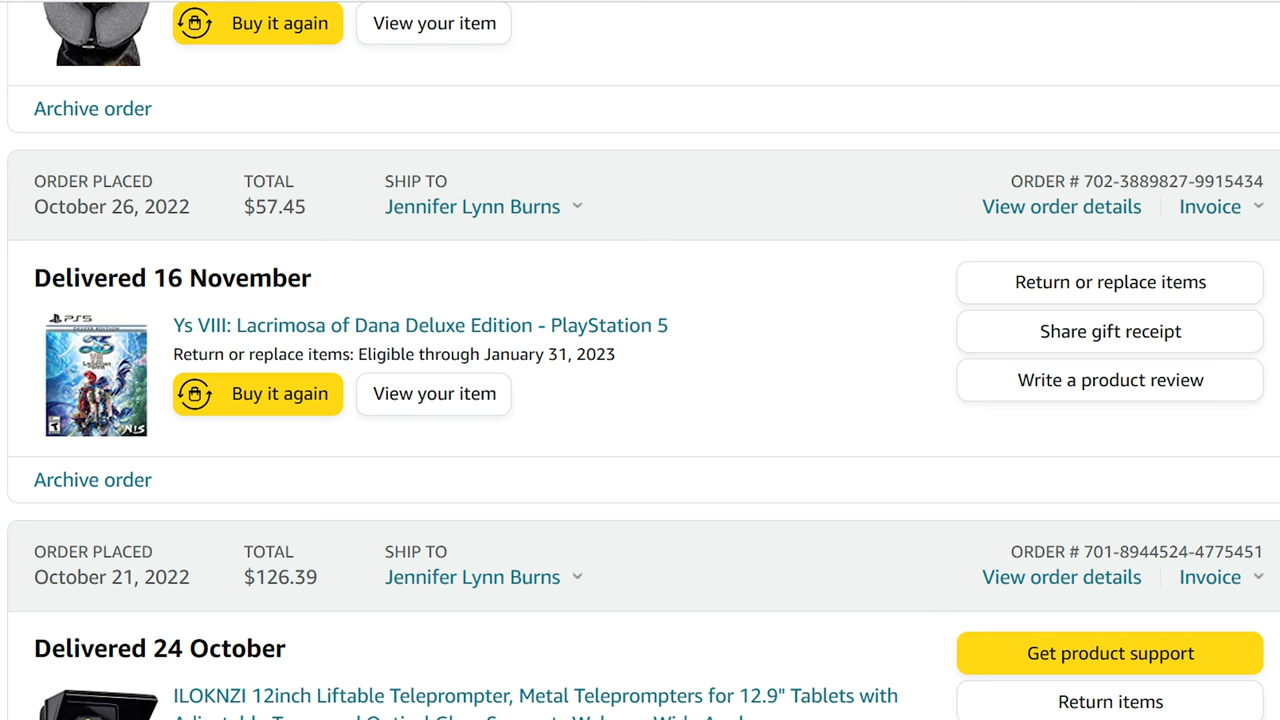 Buy it again View your item
Archive order
ORDER PLACED TOTAL SHIP TO ORDER # 702-3889827-9915434
October 26, 2022 $57.45 Jennifer Lynn Burns View order details Invoice
Delivered 16 November
Return or replace items
PS5
Ys VIII: Lacrimosa of Dana Deluxe Edition - PlayStation 5
Share gift receipt
Return or replace items: Eligible through January 31, 2023
Buy it again View your item
Write a product review
NIS
Archive order
ORDER PLACED TOTAL SHIP TO ORDER # 701-8944524-4775451
October 21, 2022 $126.39 Jennifer Lynn Burns View order details Invoice
Delivered 24 October
Get product support
ILOKNZI 12inch Liftable Teleprompter, Metal Teleprompters for 12.9" Tablets with
Return items